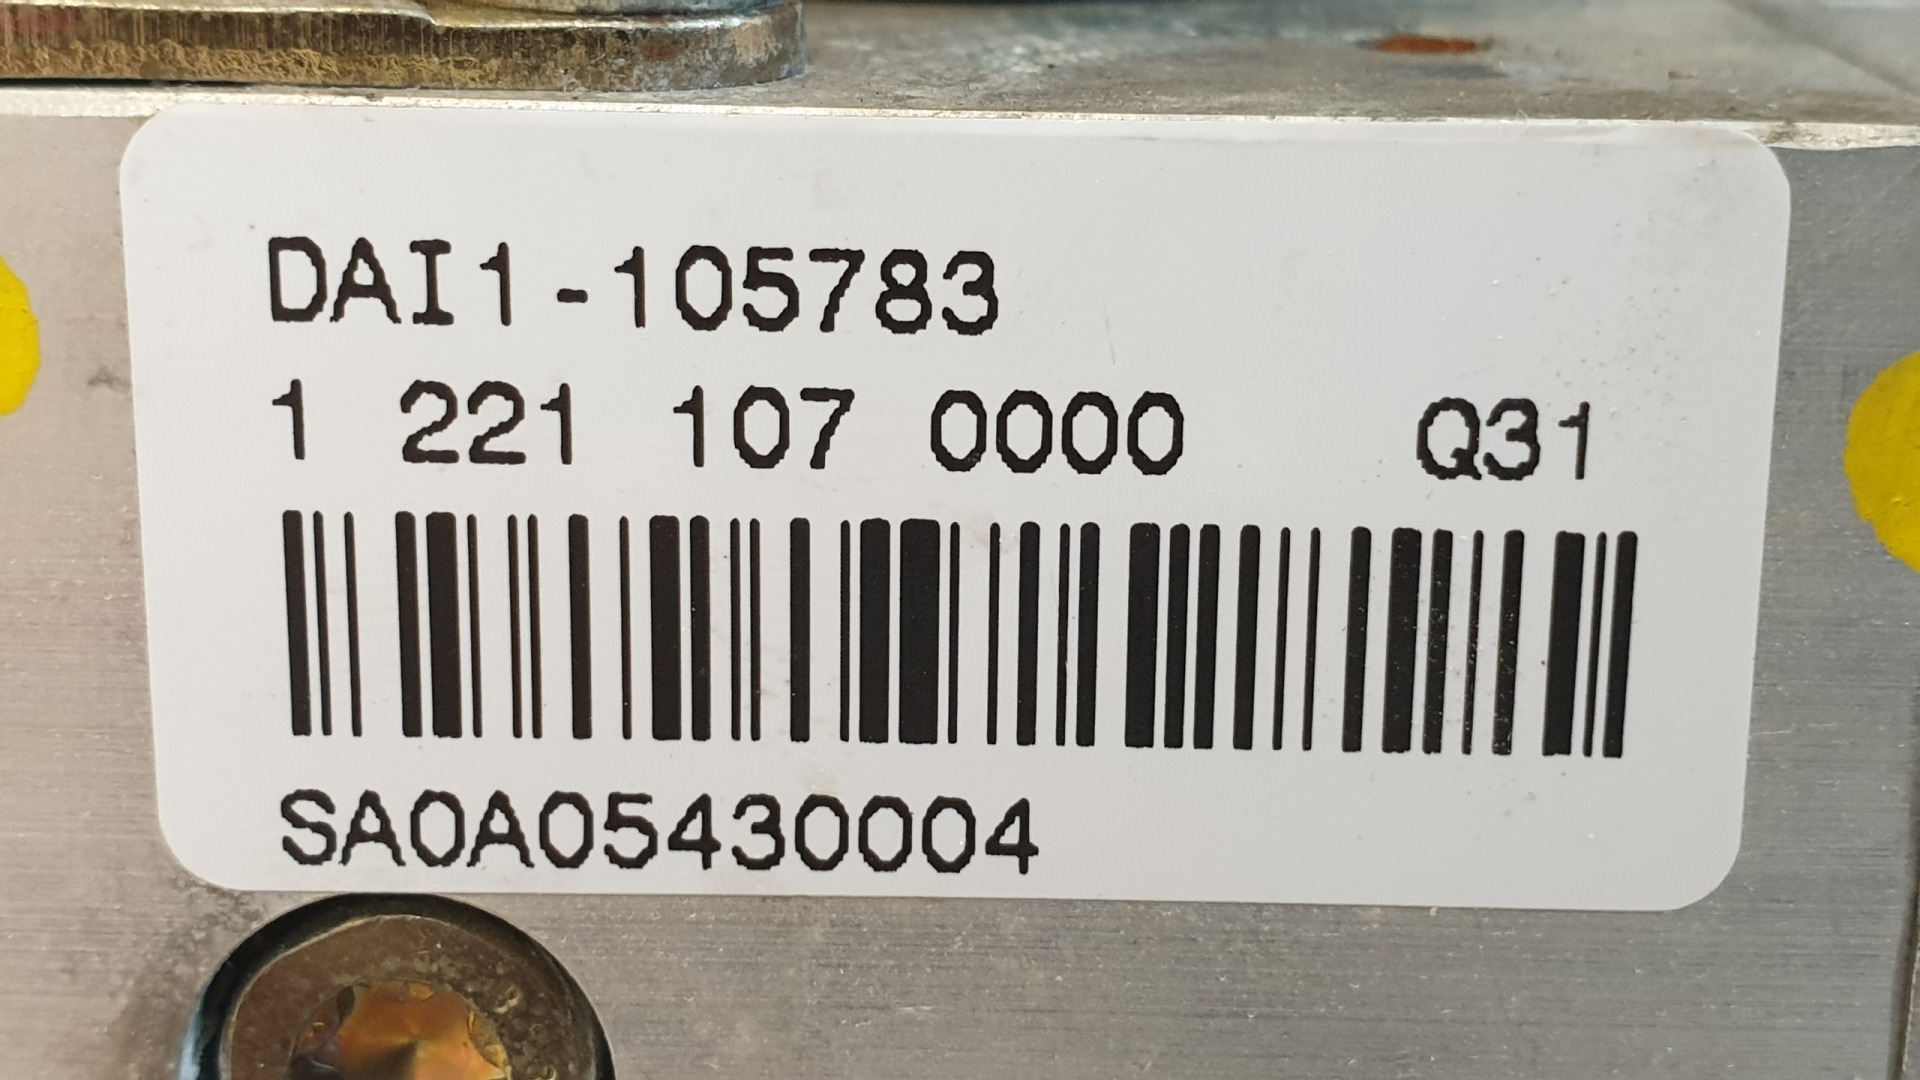 DAI1-105783
1 221 107 0000 Q31
SA0A05430004